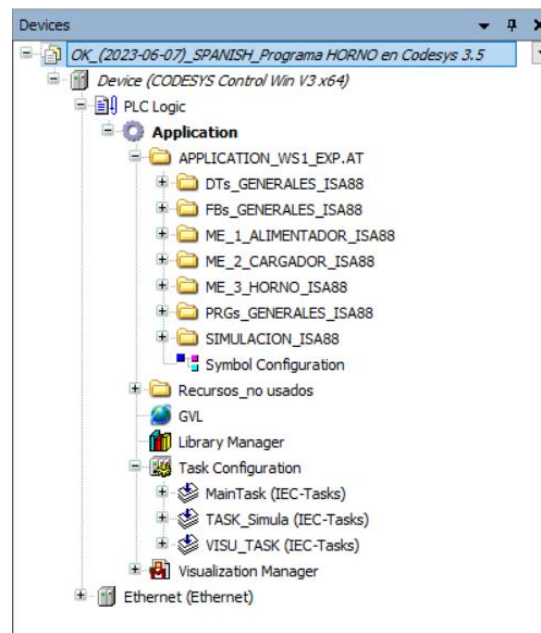 Devices
OK_(2023-06-07)_SPANISH_Programa HORNO en Codesys 3.5
Device (CODESYS Control Win V3 x64)
PLC Logic
Application
APPLICATION_WS1_EXP.AT
DTs_GENERALES_ISA88
FBs_GENERALES_ISA88
ME_1_ALIMENTADOR_ISA88
ME_2_CARGADOR_ISA88
ME_3_HORNO_ISA88
PRGs_GENERALES_ISA88
SIMULACION_ISA88
Symbol Configuration
Recursos_no usados
GVL
Library Manager
Task Configuration
MainTask (IEC-Tasks)
TASK_Simula (IEC-Tasks)
VISU_TASK (IEC-Tasks)
Visualization Manager
Ethernet (Ethernet)